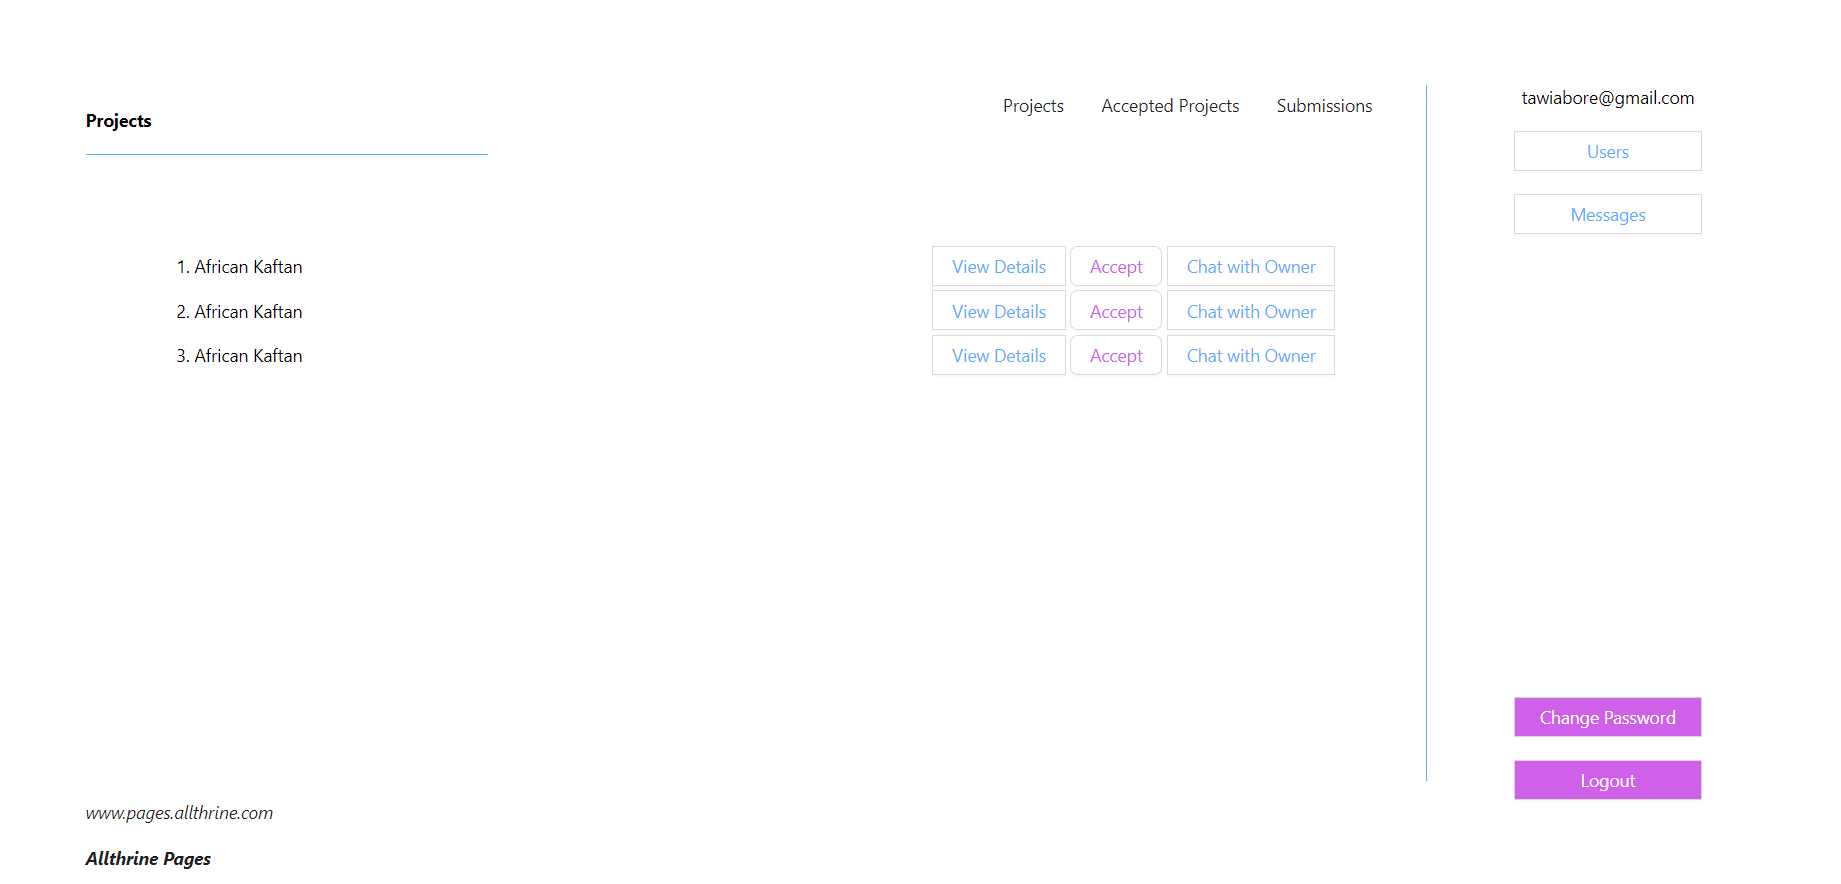 Projects
Projects Accepted Projects Submissions
1. African Kaftan View Details Accept Chat with Owner
2. African Kaftan View Details Accept Chat with Owner
3. African Kaftan View Details Accept Chat with Owner
tawiabore@gmail.com
Users
Messages
Change Password
Logout
www.pages.allthrine.com
Allthrine Pages